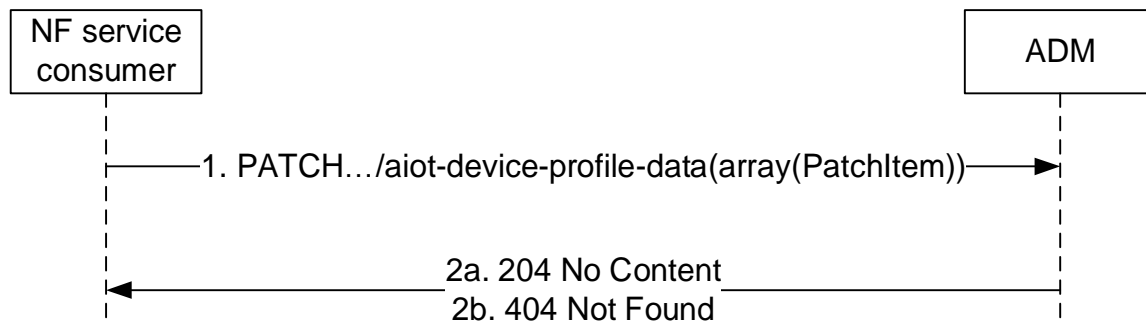 NF service
consumer
ADM
1. PATCH…/aiot-device-profile-data(array(PatchItem))
2a. 204 No Content
2b. 404 Not Found